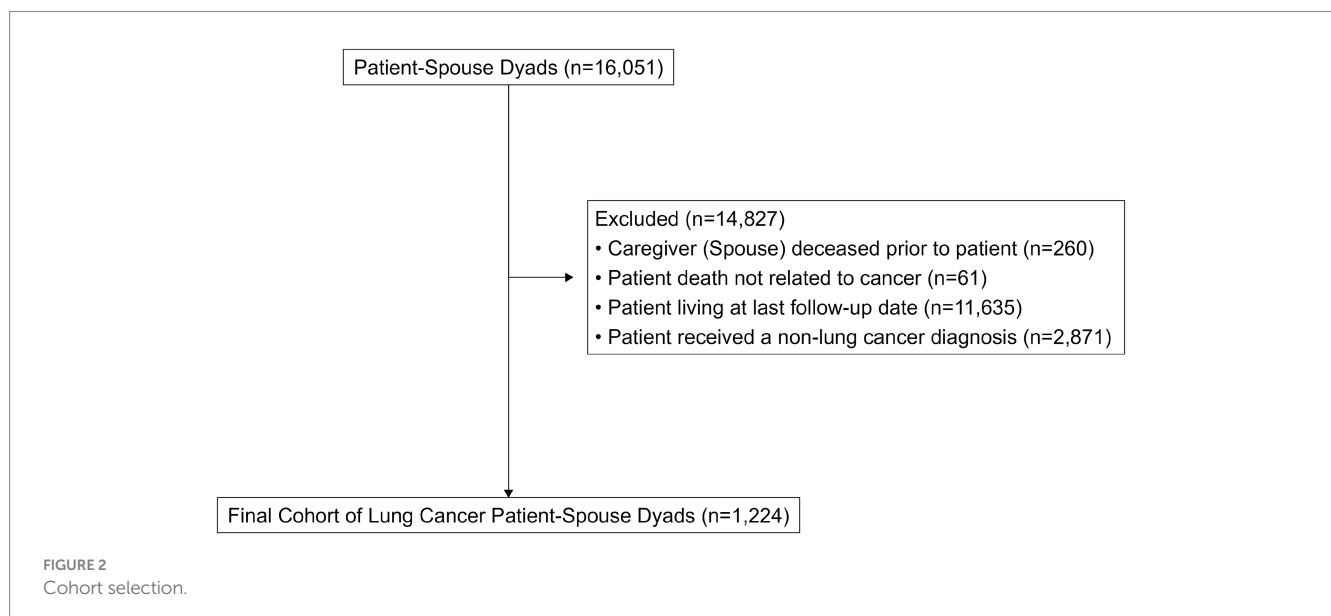 Patient-Spouse Dyads (n=16,051)
Excluded (n=14,827)
• Caregiver (Spouse) deceased prior to patient (n=260)
• Patient death not related to cancer (n=61)
• Patient living at last follow-up date (n=11,635)
• Patient received a non-lung cancer diagnosis (n=2,871)
Final Cohort of Lung Cancer Patient-Spouse Dyads (n=1,224)
FIGURE 2
Cohort selection.